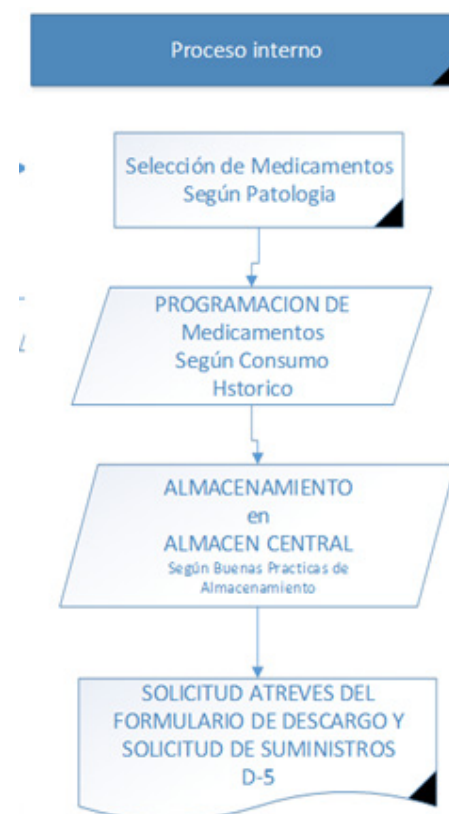 Proceso interno
Selección de Medicamentos
Según Patologia
PROGRAMACION DE
Medicamentos
Según Consumo
Hstorico
ALMACENAMIENTO
en
ALMACEN CENTRAL
Según Buenas Practicas de
Almacenamiento
SOLICITUD ATREVES DEL
FORMULARIO DE DESCARGO Y
SOLICITUD DE SUMINISTROS
D-5